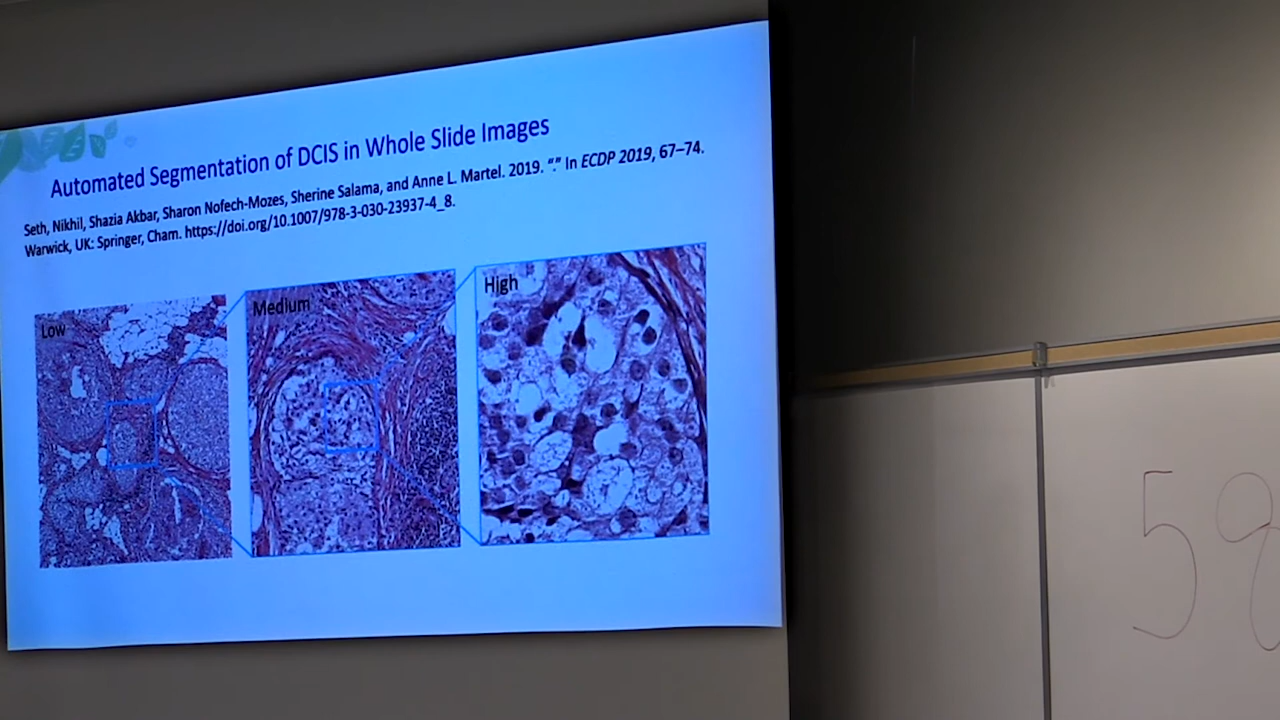 Automated Segmentation of DCIS in Whole Slide Images
Seth, Nikhil, Shazia Akbar, Sharon Nofech-Mozes, Sherine Salama, and Anne L. Martel. 2019. “.” In ECDP 2019, 67–74.
Warwick, UK: Springer, Cham. https://doi.org/10.1007/978-3-030-23937-4_8.
Low
Medium
High
58